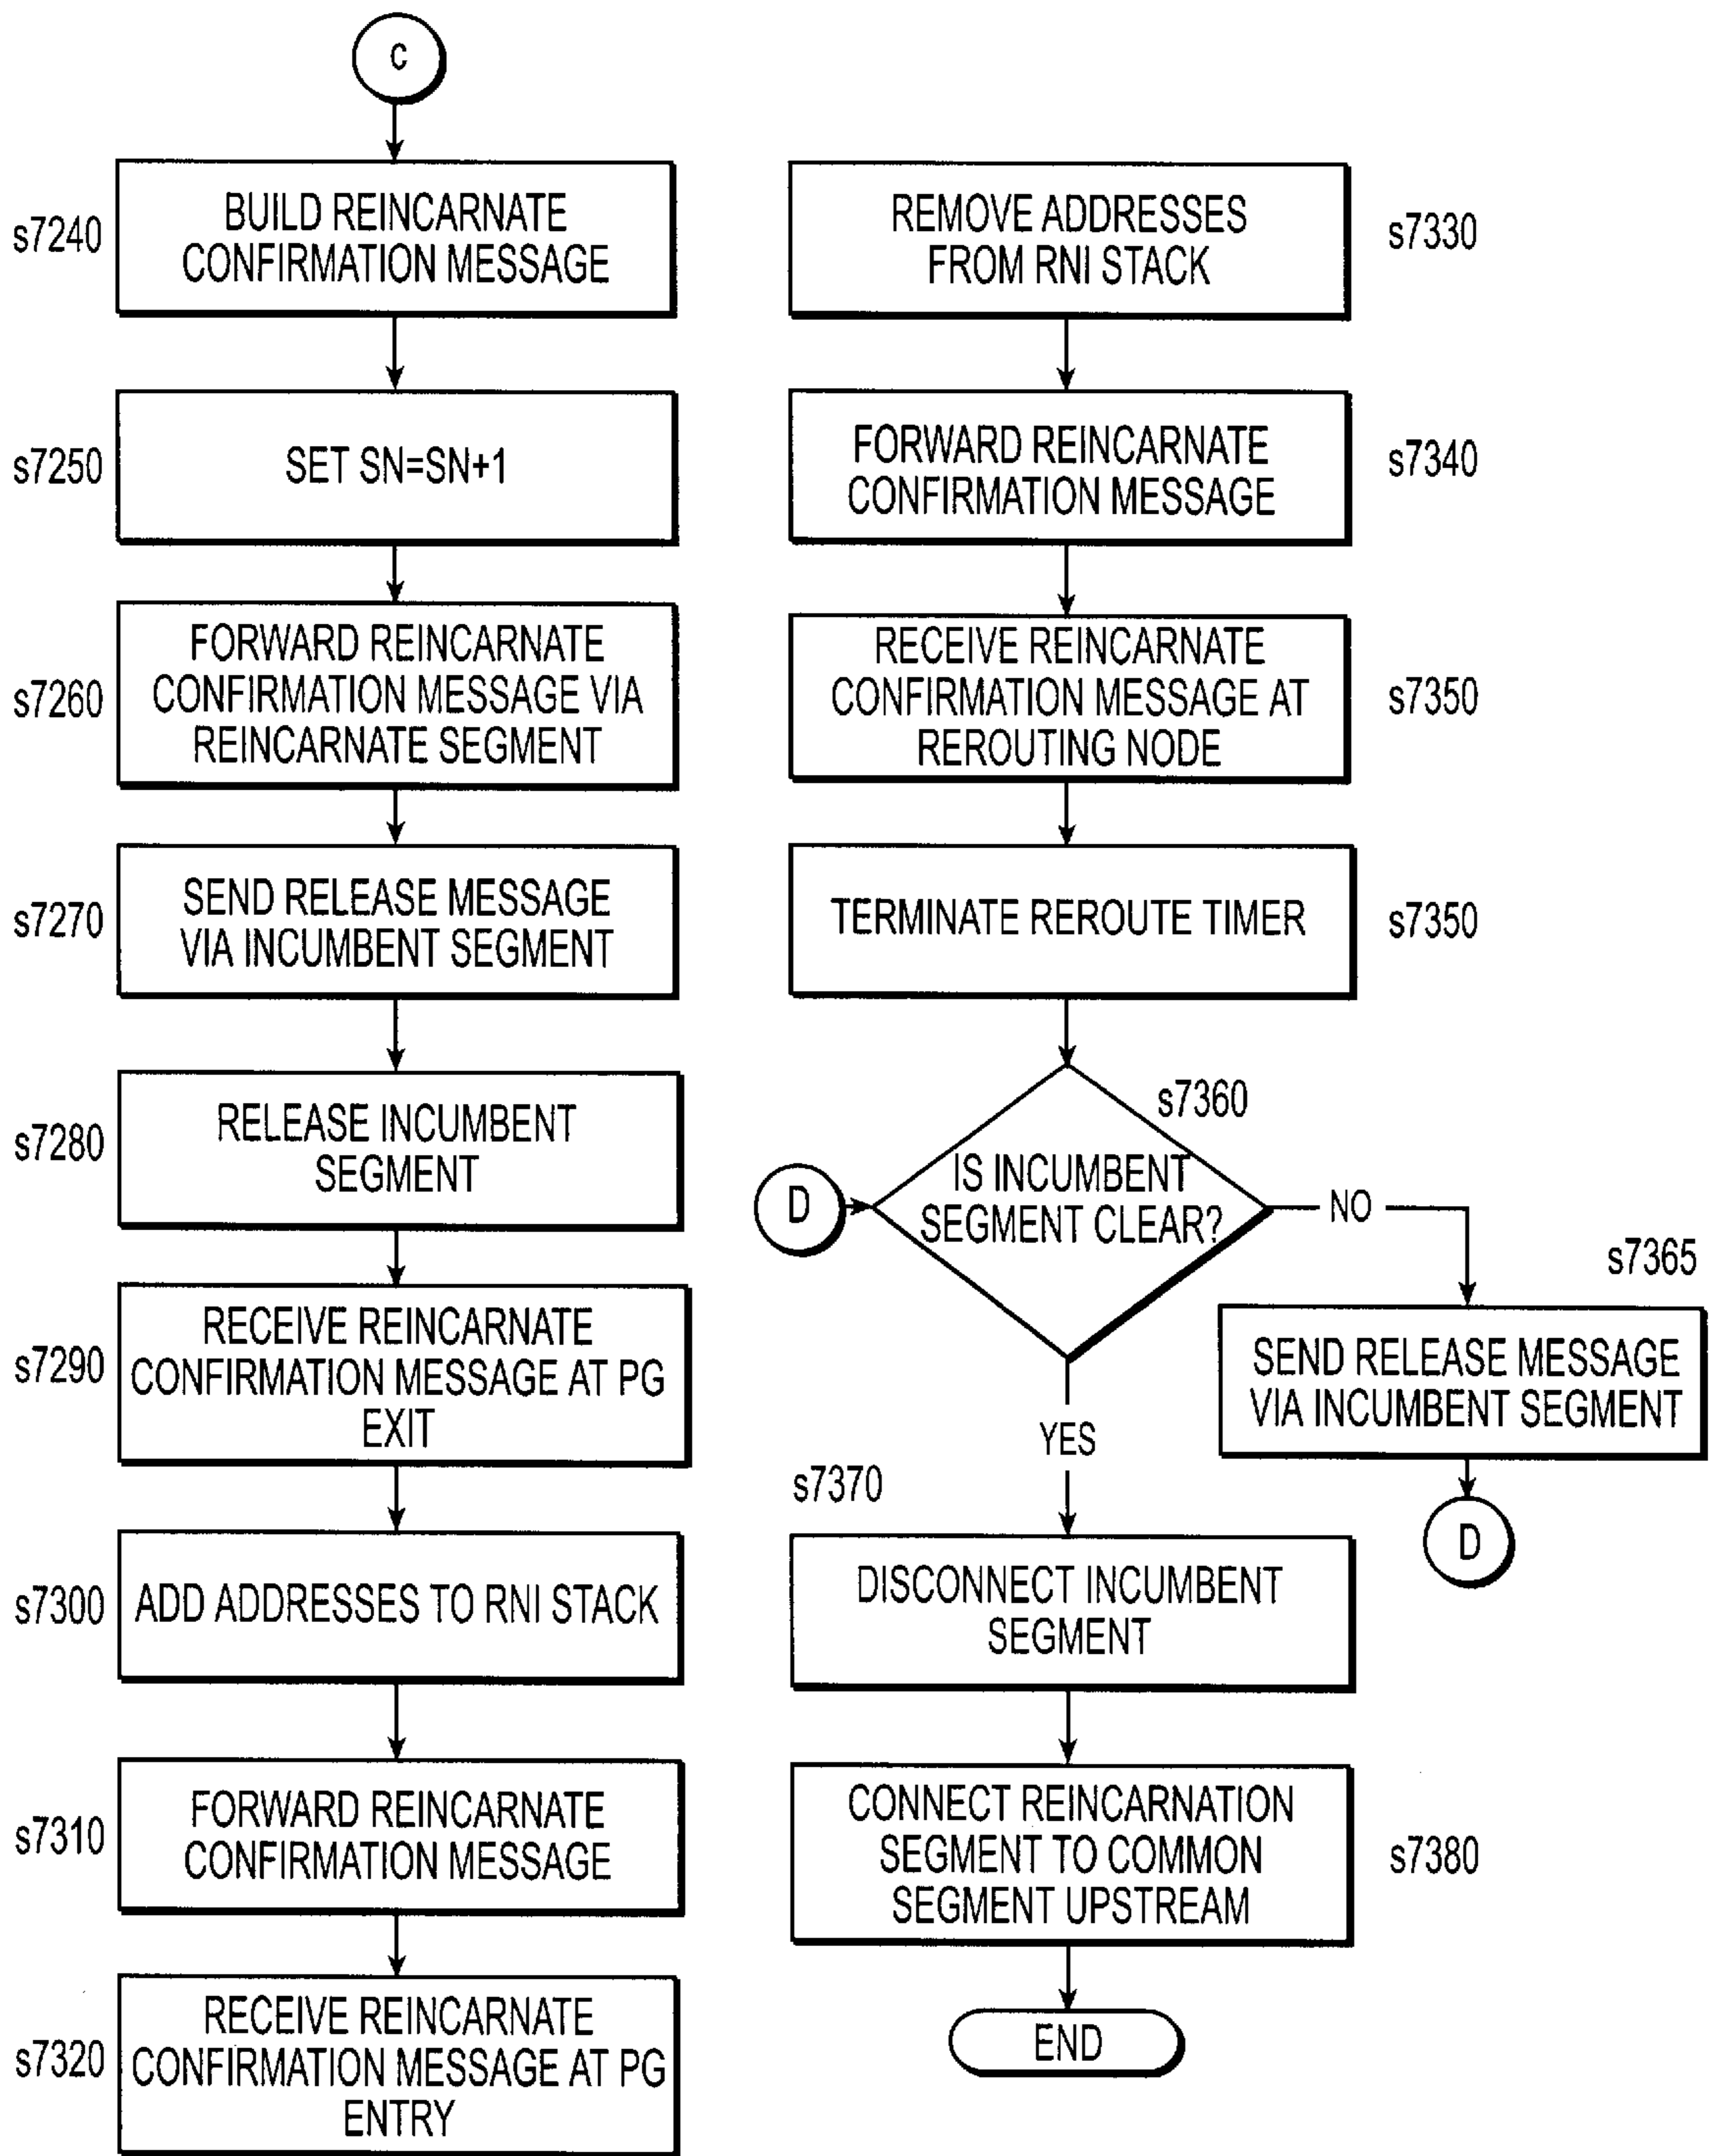 C
s7240
BUILD REINCARNATE
CONFIRMATION MESSAGE
s7250
SET SN=SN+1
s7260
FORWARD REINCARNATE
CONFIRMATION MESSAGE VIA
REINCARNATE SEGMENT
s7270
SEND RELEASE MESSAGE
VIA INCUMBENT SEGMENT
s7280
RELEASE INCUMBENT
SEGMENT
s7290
RECEIVE REINCARNATE
CONFIRMATION MESSAGE AT PG
EXIT
s7300
ADD ADDRESSES TO RNI STACK
s7310
FORWARD REINCARNATE
CONFIRMATION MESSAGE
s7320
RECEIVE REINCARNATE
CONFIRMATION MESSAGE AT PG
ENTRY
REMOVE ADDRESSES
FROM RNI STACK
s7330
FORWARD REINCARNATE
CONFIRMATION MESSAGE
s7340
RECEIVE REINCARNATE
CONFIRMATION MESSAGE AT
REROUTING NODE
s7350
TERMINATE REROUTE TIMER
s7350
s7360
D
IS INCUMBENT
SEGMENT CLEAR?
NO
s7365
SEND RELEASE MESSAGE
VIA INCUMBENT SEGMENT
D
YES
s7370
DISCONNECT INCUMBENT
SEGMENT
CONNECT REINCARNATION
SEGMENT TO COMMON
SEGMENT UPSTREAM
s7380
END